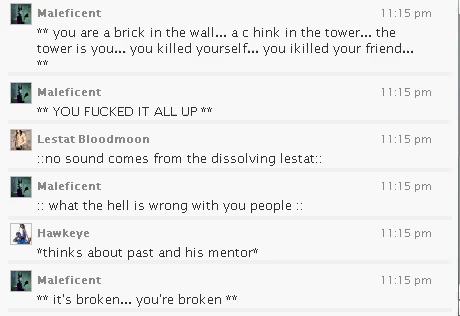 Maleficent 11:15 pm
** you are a brick in the wall... a c hink in the tower... the
tower is you... you killed yourself... you ikilled your friend...
**
Maleficent 11:15 pm
** YOU FUCKED IT ALL UP **
Lestat Bloodmoon 11:15 pm
::no sound comes from the dissolving lestat::
Maleficent 11:15 pm
:: what the hell is wrong with you people ::
Hawkeye 11:15 pm
*thinks about past and his mentor*
Maleficent 11:15 pm
** it's broken... you're broken **